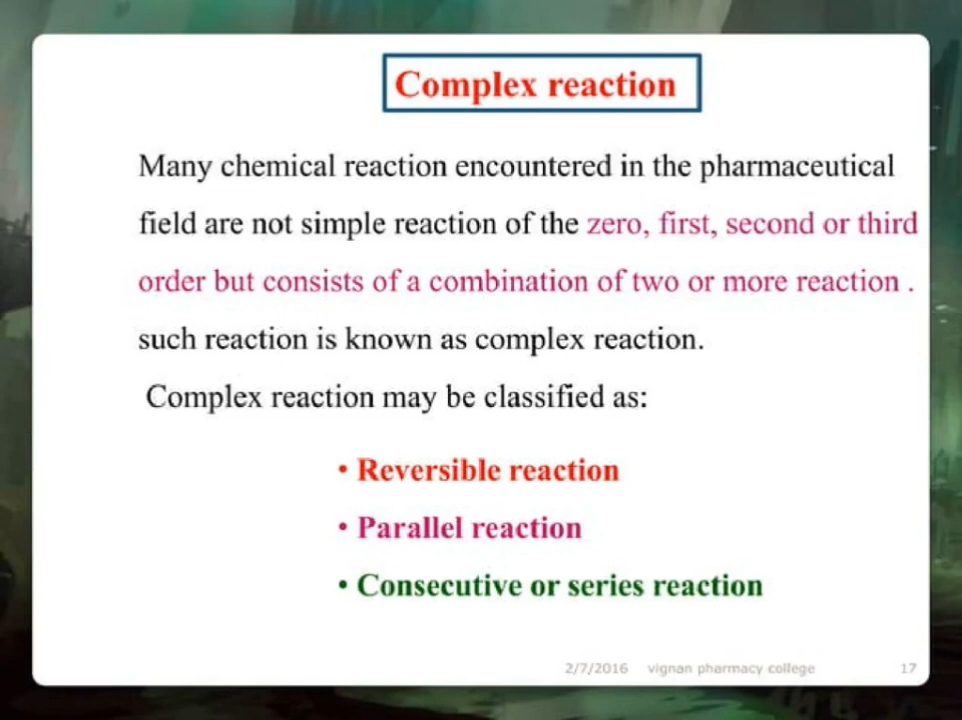 Complex reaction
Many chemical reaction encountered in the pharmaceutical
field are not simple reaction of the zero, first, second or third
order but consists of a combination of two or more reaction .
such reaction is known as complex reaction.
Complex reaction may be classified as:
• Reversible reaction
• Parallel reaction
• Consecutive or series reaction
2/7/2016 vignan pharmacy college 17